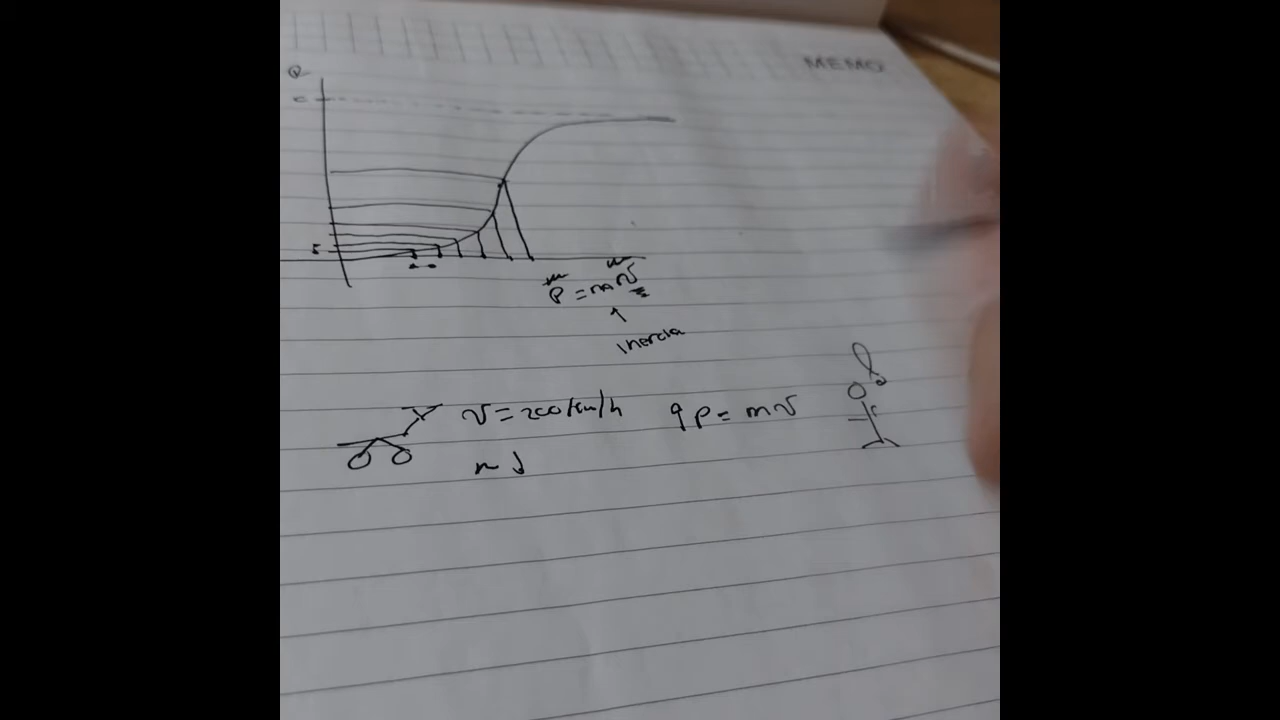 MEMO
c
P = mv
Inercia
v = 200 km/h
q p = mv
m ↓